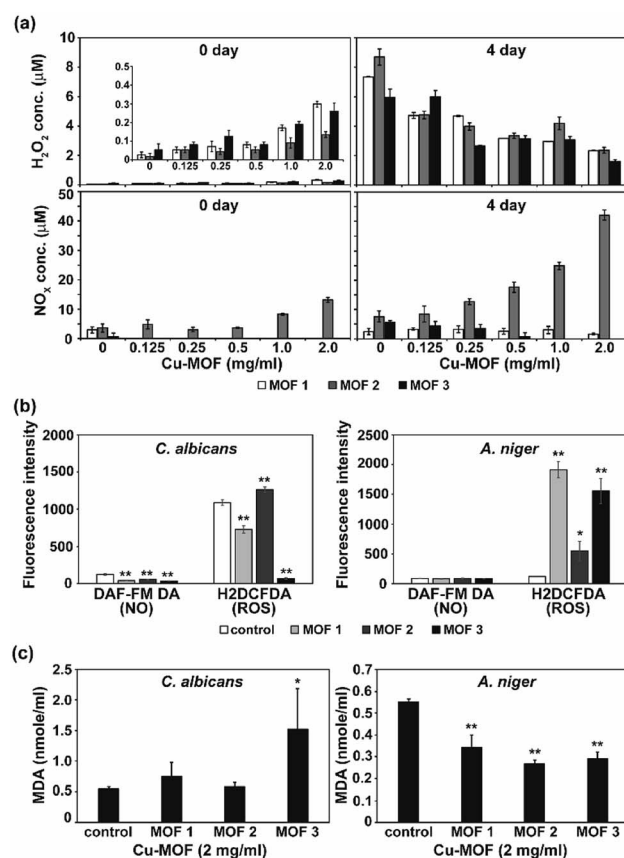 (a)
0 day
4 day
H2O2 conc. (μM)
10
8
6
4
2
0
0.5
0.4
0.3
0.2
0.1
0
0 0.125 0.25 0.5 1.0 2.0
0 day
4 day
NOX conc. (μM)
50
40
30
20
10
0
0 0.125 0.25 0.5 1.0 2.0
0 0.125 0.25 0.5 1.0 2.0
Cu-MOF (mg/ml)
Cu-MOF (mg/ml)
MOF 1 MOF 2 MOF 3
(b)
C. albicans
Fluorescence intensity
2000
1500
1000
500
0
** ** **
** ** **
DAF-FM DA H2DCFDA
(NO) (ROS)
A. niger
Fluorescence intensity
2500
2000
1500
1000
500
0
** * **
DAF-FM DA H2DCFDA
(NO) (ROS)
control MOF 1 MOF 2 MOF 3
(c)
C. albicans
MDA (nmole/ml)
2.5
2.0
1.5
1.0
0.5
0
*
control MOF 1 MOF 2 MOF 3
Cu-MOF (2 mg/ml)
A. niger
MDA (nmole/ml)
0.7
0.6
0.5
0.4
0.3
0.2
0.1
0
** ** **
control MOF 1 MOF 2 MOF 3
Cu-MOF (2 mg/ml)